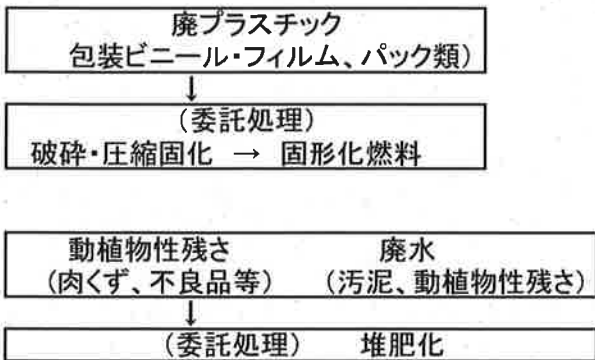 廃プラスチック
包装ビニール・フィルム、パック類)
↓
(委託処理)
破砕・圧縮固化 → 固形化燃料
動植物性残さ 廃水
(肉くず、不良品等) (汚泥、動植物性残さ)
↓
(委託処理) 堆肥化